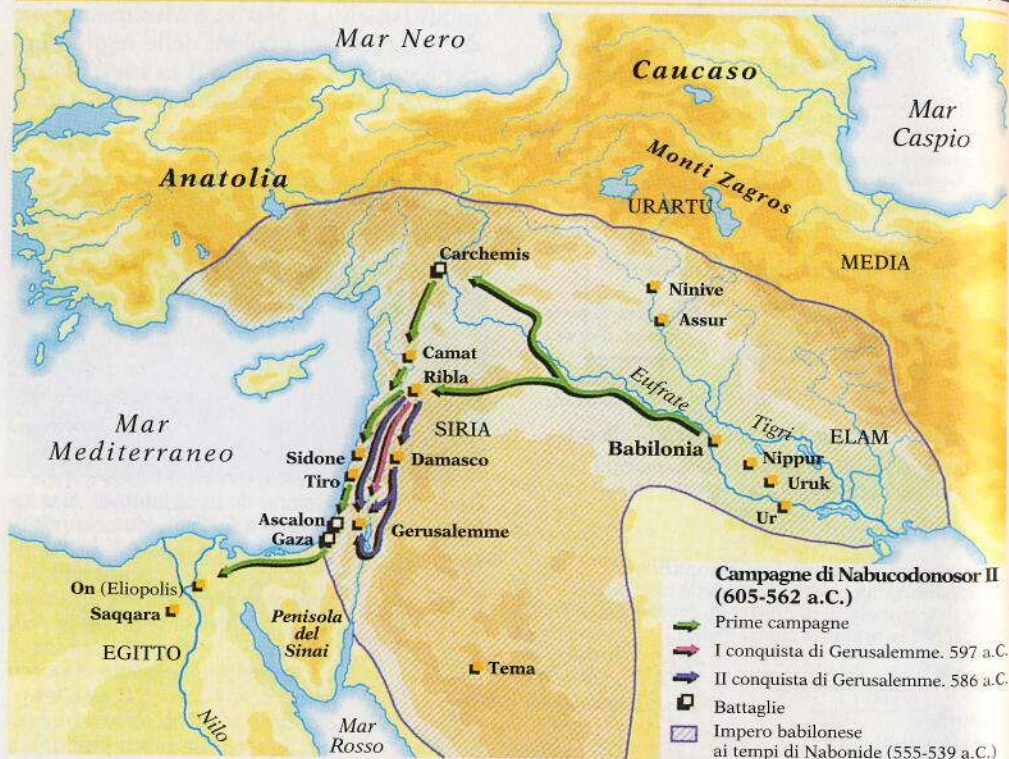 Mar Nero
Caucaso
Mar
Caspio
Monti Zagros
Anatolia
URARTU
MEDIA
Carchemis
Ninive
Assur
Camat
Ribla
Eufrate
Mar
Mediterraneo
SIRIA
Tigri
ELAM
Babilonia
Sidone
Damasco
Nippur
Tiro
Uruk
Ur
Ascalon
Gaza
Gerusalemme
On (Eliopolis)
Saqqara
Penisola
del
Sinai
EGITTO
Tema
Nilo
Mar
Rosso
Campagne di Nabucodonosor II
(605-562 a.C.)
Prime campagne
I conquista di Gerusalemme. 597 a.C.
II conquista di Gerusalemme. 586 a.C.
Battaglie
Impero babilonese
ai tempi di Nabonide (555-539 a.C.)